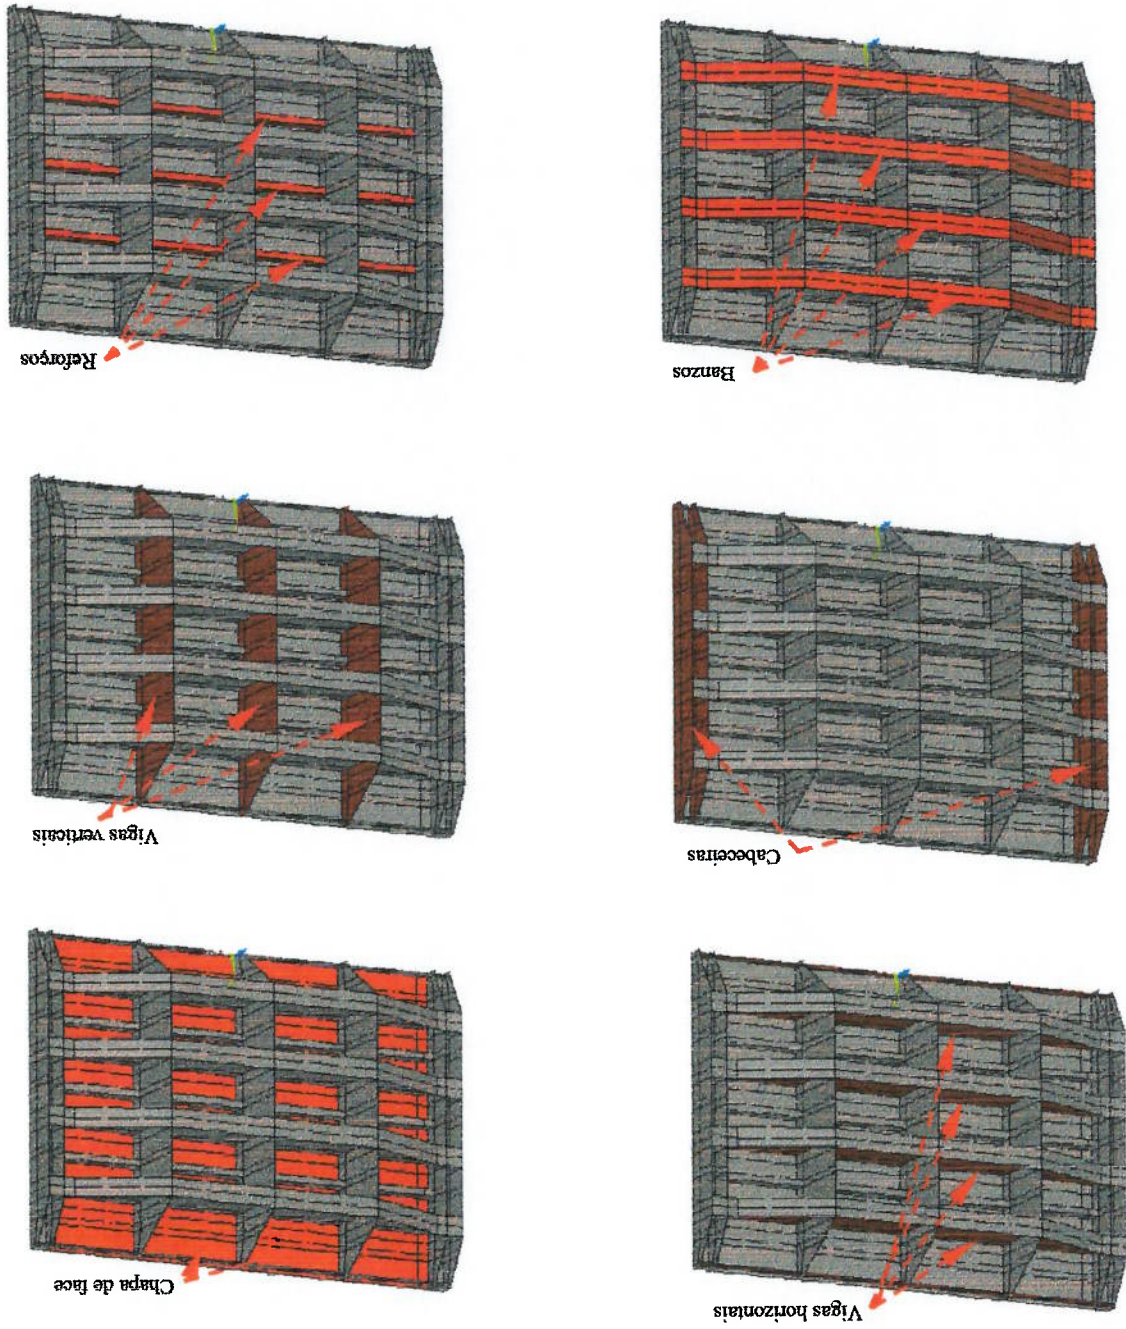 Vigas horizontais
Chapa de face
Cabeceiras
Vigas verticais
Banzos
Reforços